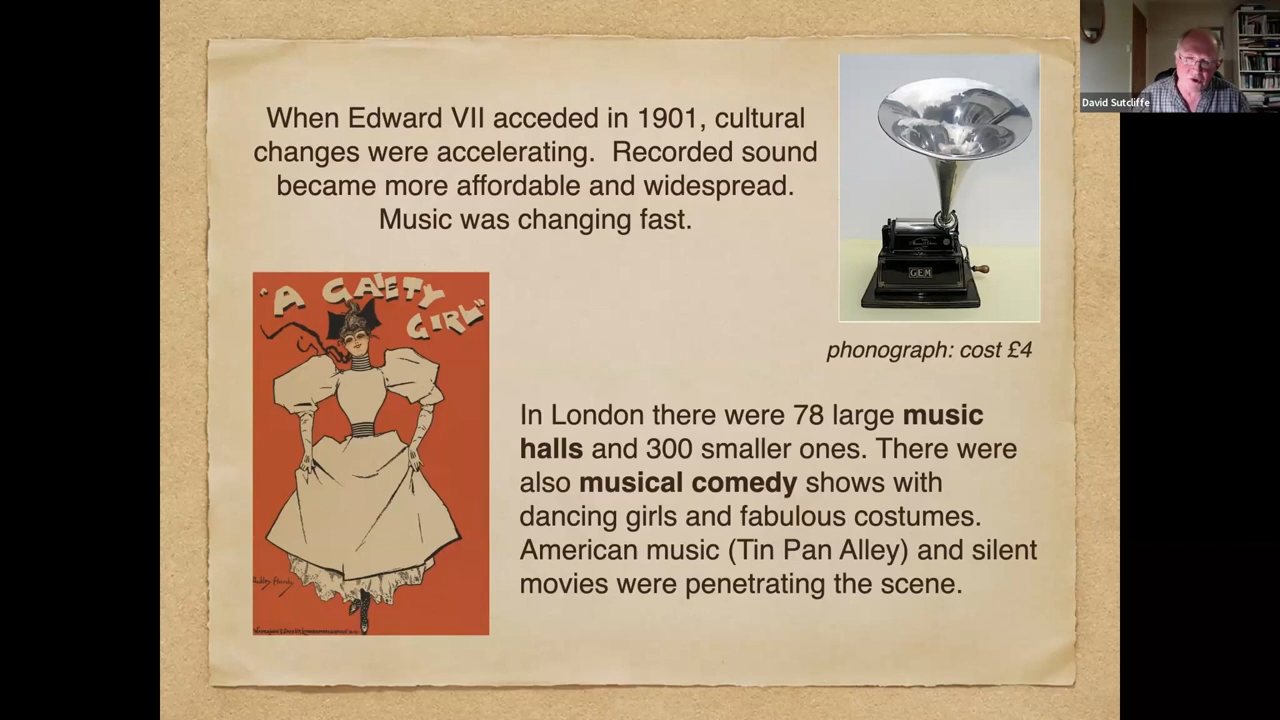 When Edward VII acceded in 1901, cultural
changes were accelerating. Recorded sound
became more affordable and widespread.
Music was changing fast.
David Sutcliffe
GEM
phonograph: cost £4
"A GAIETY
GIRL"
Dudley Hardy
In London there were 78 large music
halls and 300 smaller ones. There were
also musical comedy shows with
dancing girls and fabulous costumes.
American music (Tin Pan Alley) and silent
movies were penetrating the scene.